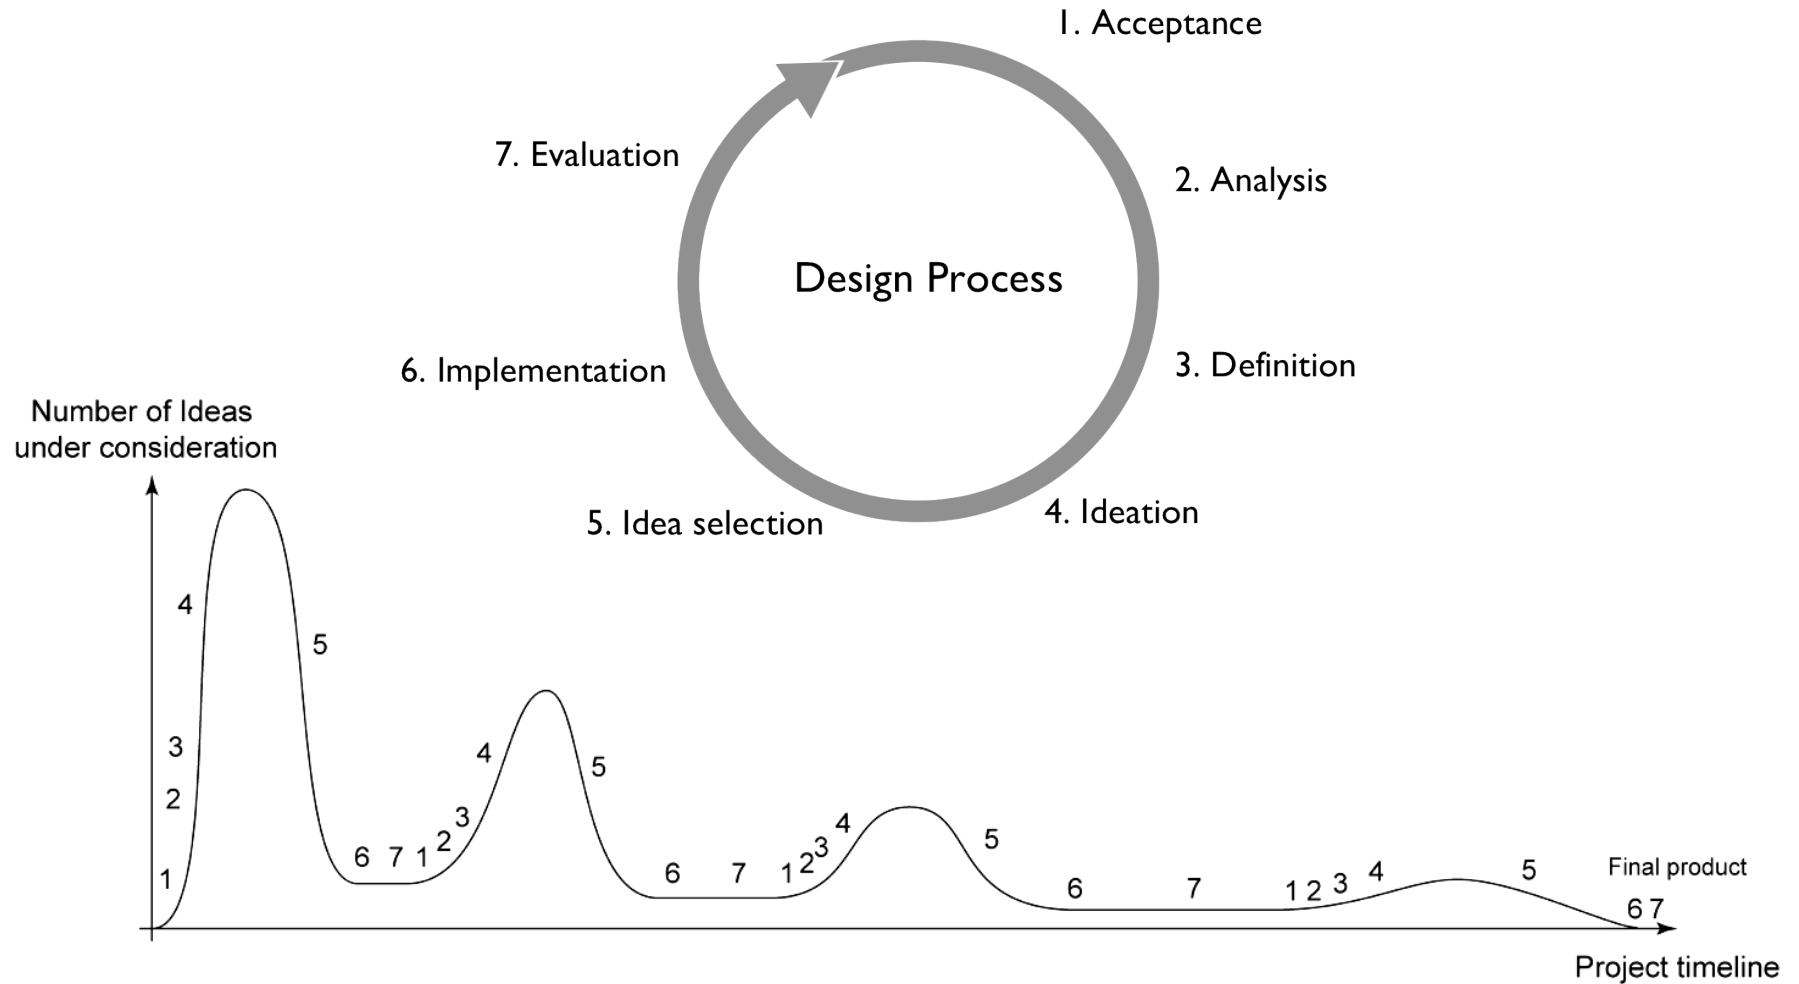 1. Acceptance
2. Analysis
3. Definition
4. Ideation
5. Idea selection
6. Implementation
7. Evaluation
Design Process
Number of Ideas
under consideration
1
2
3
4
5
6 7 1 2 3 4
5
6 7 1 2 3 4
5
6 7 1 2 3 4
5
Final product
6 7
Project timeline